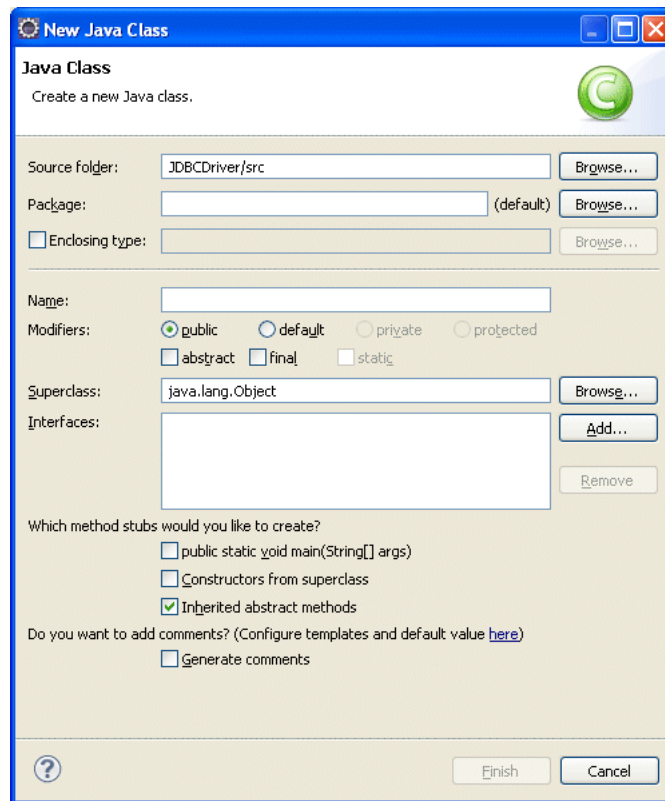 New Java Class
Java Class
Create a new Java class.
C
Source folder: JDBCDriver/src Browse...
Package: (default) Browse...
Enclosing type: Browse...
Name:
Modifiers: public default private protected
abstract final static
Superclass: java.lang.Object Browse...
Interfaces: Add...
Remove
Which method stubs would you like to create?
public static void main(String[] args)
Constructors from superclass
Inherited abstract methods
Do you want to add comments? (Configure templates and default value here)
Generate comments
? Finish Cancel